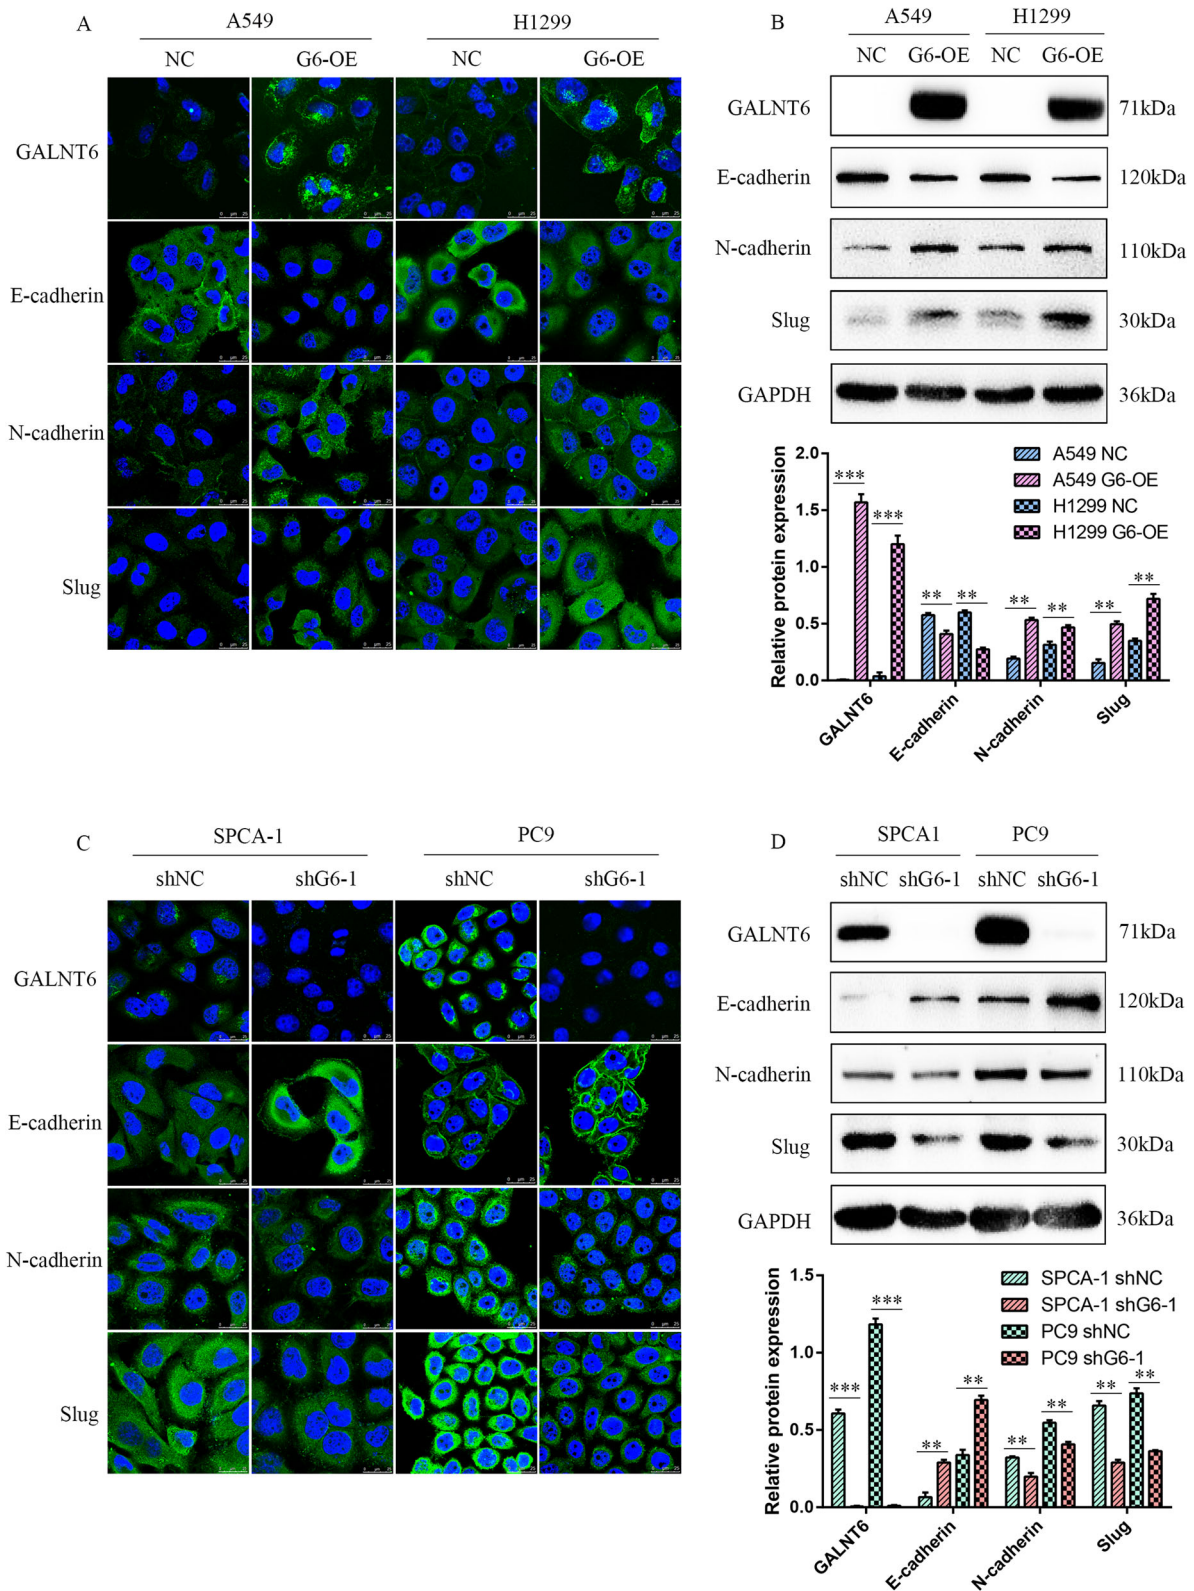 A
A549 H1299
NC G6-OE NC G6-OE
GALNT6
E-cadherin
N-cadherin
Slug
B
A549 H1299
NC G6-OE NC G6-OE
GALNT6 71kDa
E-cadherin 120kDa
N-cadherin 110kDa
Slug 30kDa
GAPDH 36kDa
Relative protein expression
2.0
1.5
1.0
0.5
0.0
A549 NC
A549 G6-OE
H1299 NC
H1299 G6-OE
*** *** ** ** ** ** ** **
GALNT6 E-cadherin N-cadherin Slug
C
SPCA-1 PC9
shNC shG6-1 shNC shG6-1
GALNT6
E-cadherin
N-cadherin
Slug
D
SPCA1 PC9
shNC shG6-1 shNC shG6-1
GALNT6 71kDa
E-cadherin 120kDa
N-cadherin 110kDa
Slug 30kDa
GAPDH 36kDa
Relative protein expression
1.5
1.0
0.5
0.0
SPCA-1 shNC
SPCA-1 shG6-1
PC9 shNC
PC9 shG6-1
*** *** ** ** ** ** ** **
GALNT6 E-cadherin N-cadherin Slug